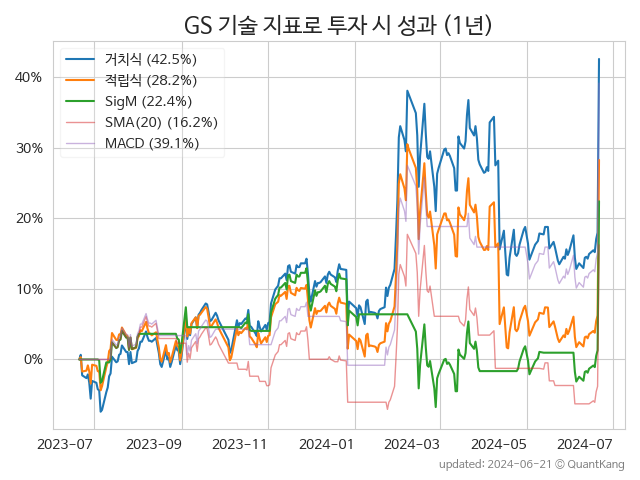 GS 기술 지표로 투자 시 성과 (1년)
거치식 (42.5%)
적립식 (28.2%)
SigM (22.4%)
SMA(20) (16.2%)
MACD (39.1%)
40%
30%
20%
10%
0%
2023-07 2023-09 2023-11 2024-01 2024-03 2024-05 2024-07
updated: 2024-06-21 © QuantKang